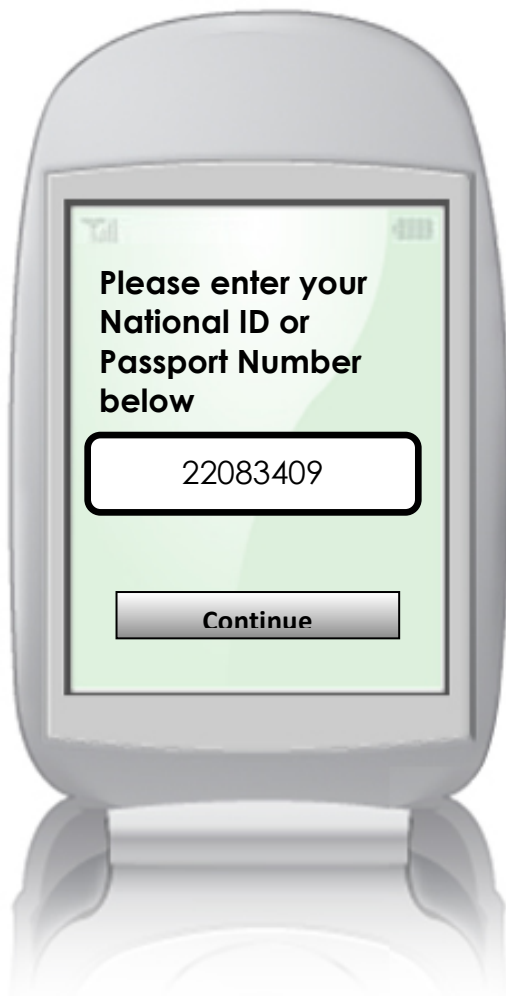 Please enter your
National ID or
Passport Number
below
22083409
Continue